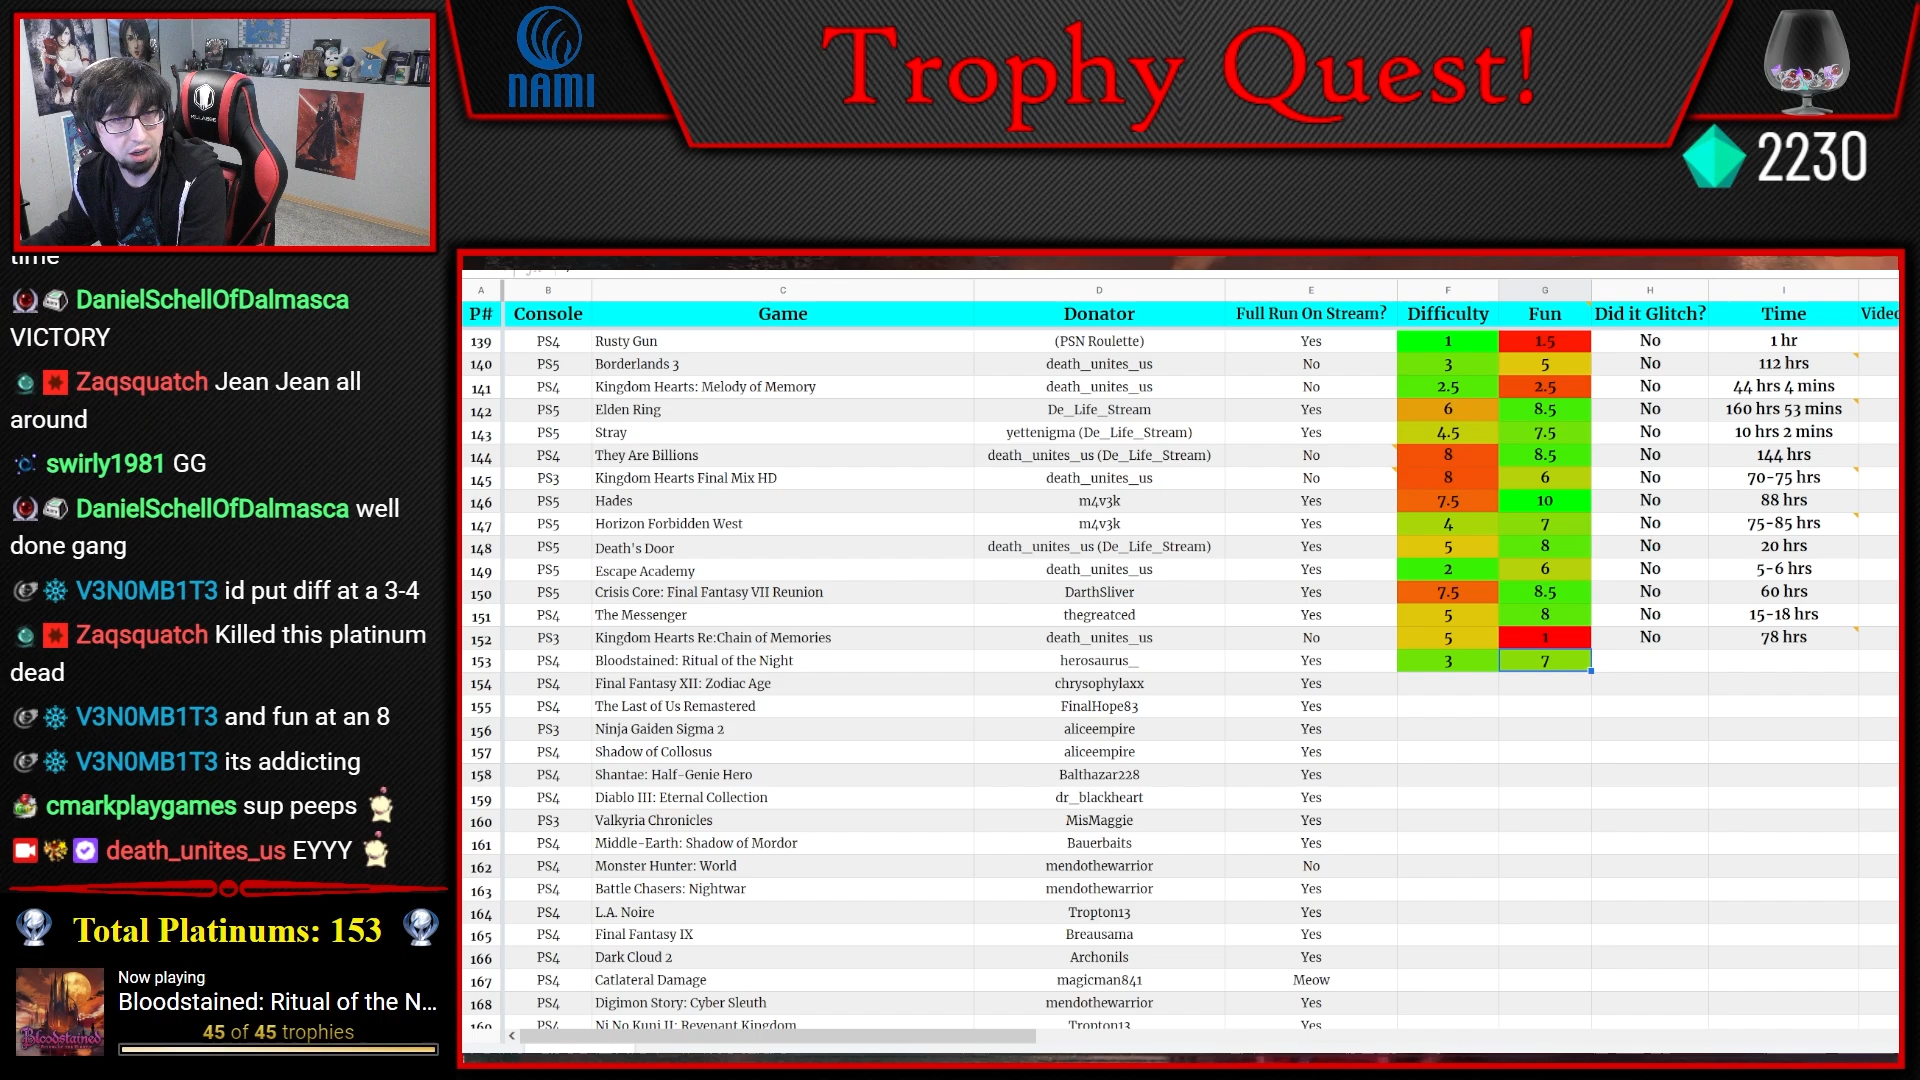 NAMI
Trophy Quest!
2230
time
DanielSchellOfDalmasca
VICTORY
Zaqsquatch Jean Jean all
around
swirly1981 GG
DanielSchellOfDalmasca well
done gang
V3N0MB1T3 id put diff at a 3-4
Zaqsquatch Killed this platinum
dead
V3N0MB1T3 and fun at an 8
V3N0MB1T3 its addicting
cmarkplaygames sup peeps
death_unites_us EYYY
Total Platinums: 153
Now playing
Bloodstained: Ritual of the N...
45 of 45 trophies
A B C D E F G H I
P# Console Game Donator Full Run On Stream? Difficulty Fun Did it Glitch? Time Video
139 PS4 Rusty Gun (PSN Roulette) Yes 1 1.5 No 1 hr
140 PS5 Borderlands 3 death_unites_us No 3 5 No 112 hrs
141 PS4 Kingdom Hearts: Melody of Memory death_unites_us No 2.5 2.5 No 44 hrs 4 mins
142 PS5 Elden Ring De_Life_Stream Yes 6 8.5 No 160 hrs 53 mins
143 PS5 Stray yettenigma (De_Life_Stream) Yes 4.5 7.5 No 10 hrs 2 mins
144 PS4 They Are Billions death_unites_us (De_Life_Stream) No 8 8.5 No 144 hrs
145 PS3 Kingdom Hearts Final Mix HD death_unites_us No 8 6 No 70-75 hrs
146 PS5 Hades m4v3k Yes 7.5 10 No 88 hrs
147 PS5 Horizon Forbidden West m4v3k Yes 4 7 No 75-85 hrs
148 PS5 Death's Door death_unites_us (De_Life_Stream) Yes 5 8 No 20 hrs
149 PS5 Escape Academy death_unites_us Yes 2 6 No 5-6 hrs
150 PS5 Crisis Core: Final Fantasy VII Reunion DarthSliver Yes 7.5 8.5 No 60 hrs
151 PS4 The Messenger thegreatced Yes 5 8 No 15-18 hrs
152 PS3 Kingdom Hearts Re:Chain of Memories death_unites_us No 5 1 No 78 hrs
153 PS4 Bloodstained: Ritual of the Night herosaurus_ Yes 3 7
154 PS4 Final Fantasy XII: Zodiac Age chrysophylaxx Yes
155 PS4 The Last of Us Remastered FinalHope83 Yes
156 PS3 Ninja Gaiden Sigma 2 aliceempire Yes
157 PS4 Shadow of Collosus aliceempire Yes
158 PS4 Shantae: Half-Genie Hero Balthazar228 Yes
159 PS4 Diablo III: Eternal Collection dr_blackheart Yes
160 PS3 Valkyria Chronicles MisMaggie Yes
161 PS4 Middle-Earth: Shadow of Mordor Bauerbaits Yes
162 PS4 Monster Hunter: World mendothewarrior No
163 PS4 Battle Chasers: Nightwar mendothewarrior Yes
164 PS4 L.A. Noire Tropton13 Yes
165 PS4 Final Fantasy IX Breausama Yes
166 PS4 Dark Cloud 2 Archonils Yes
167 PS4 Catlateral Damage magicman841 Meow
168 PS4 Digimon Story: Cyber Sleuth mendothewarrior Yes
169 PS4 Ni No Kuni II: Revenant Kingdom Tropton13 Yes